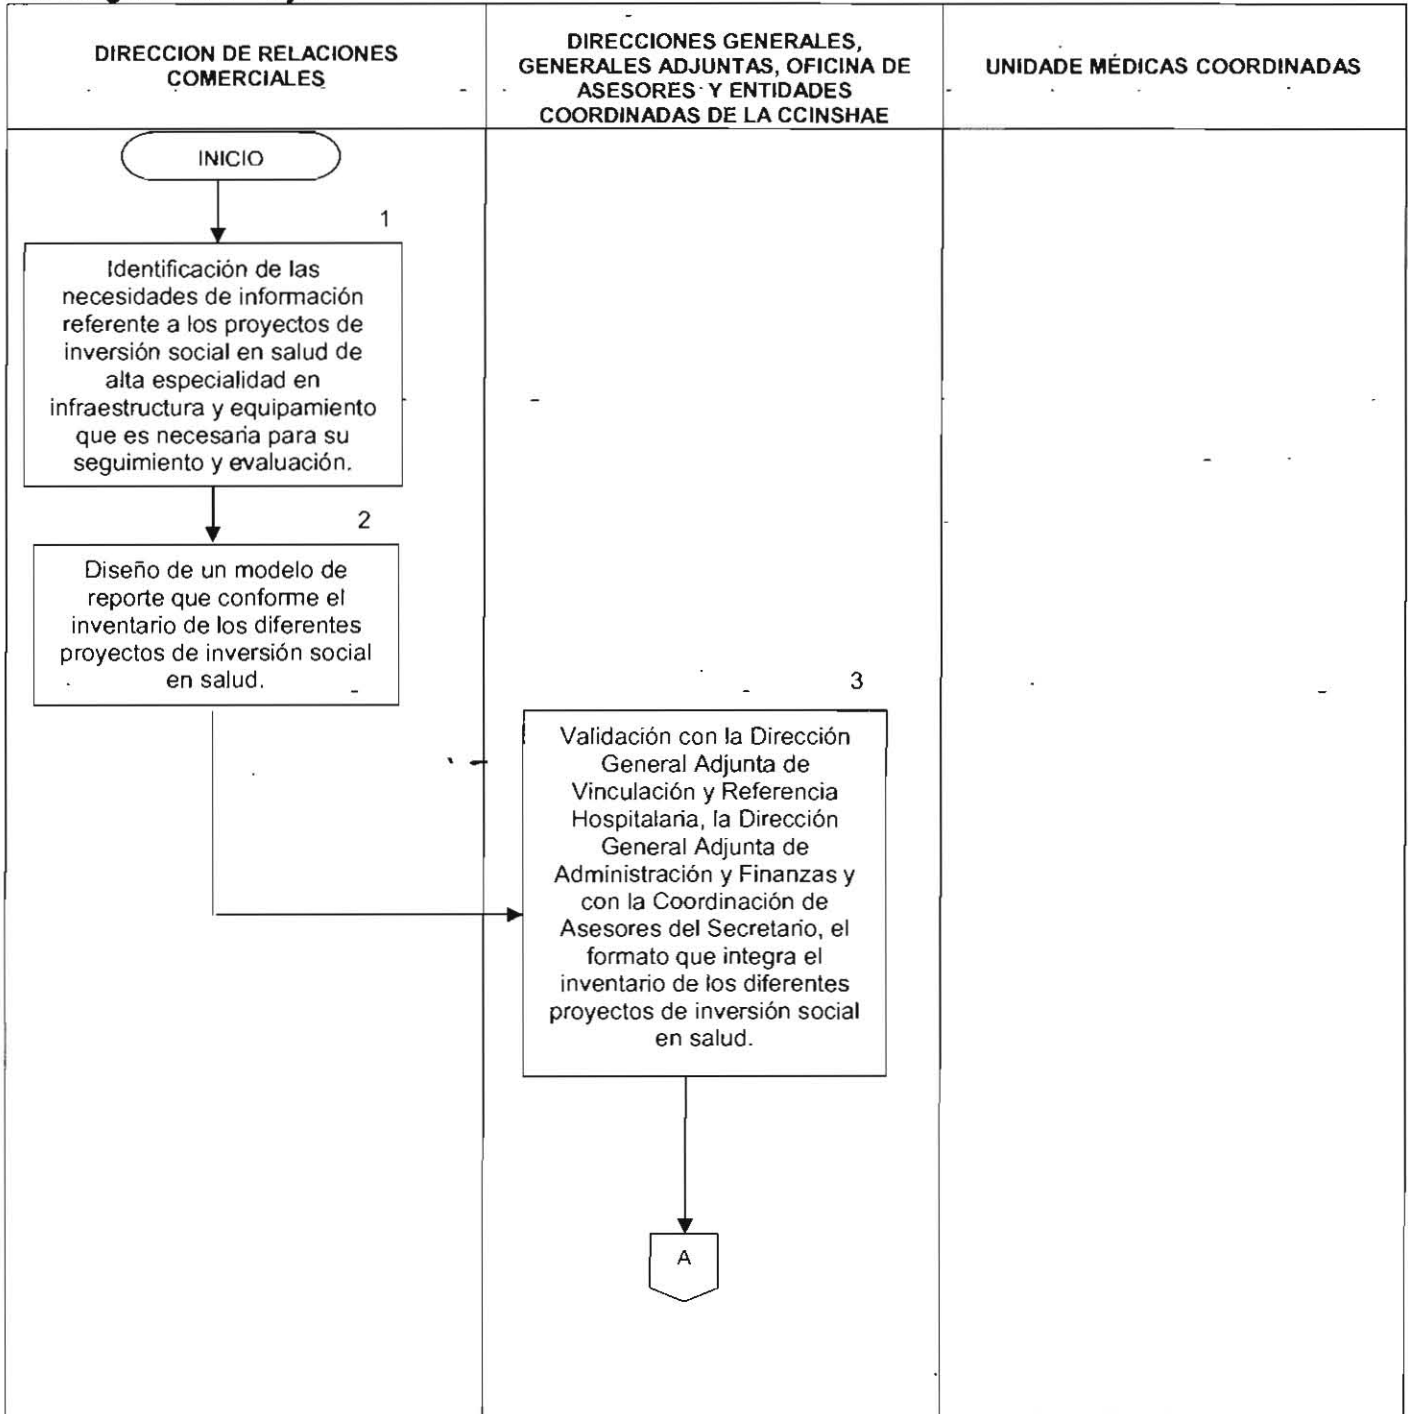 DIRECCION DE RELACIONES
COMERCIALES
DIRECCIONES GENERALES,
GENERALES ADJUNTAS, OFICINA DE
ASESORES Y ENTIDADES
COORDINADAS DE LA CCINSHAE
UNIDADE MÉDICAS COORDINADAS
INICIO
1
Identificación de las
necesidades de información
referente a los proyectos de
inversión social en salud de
alta especialidad en
infraestructura y equipamiento
que es necesaria para su
seguimiento y evaluación.
2
Diseño de un modelo de
reporte que conforme el
inventario de los diferentes
proyectos de inversión social
en salud.
3
Validación con la Dirección
General Adjunta de
Vinculación y Referencia
Hospitalaria, la Dirección
General Adjunta de
Administración y Finanzas y
con la Coordinación de
Asesores del Secretario, el
formato que integra el
inventario de los diferentes
proyectos de inversión social
en salud.
A